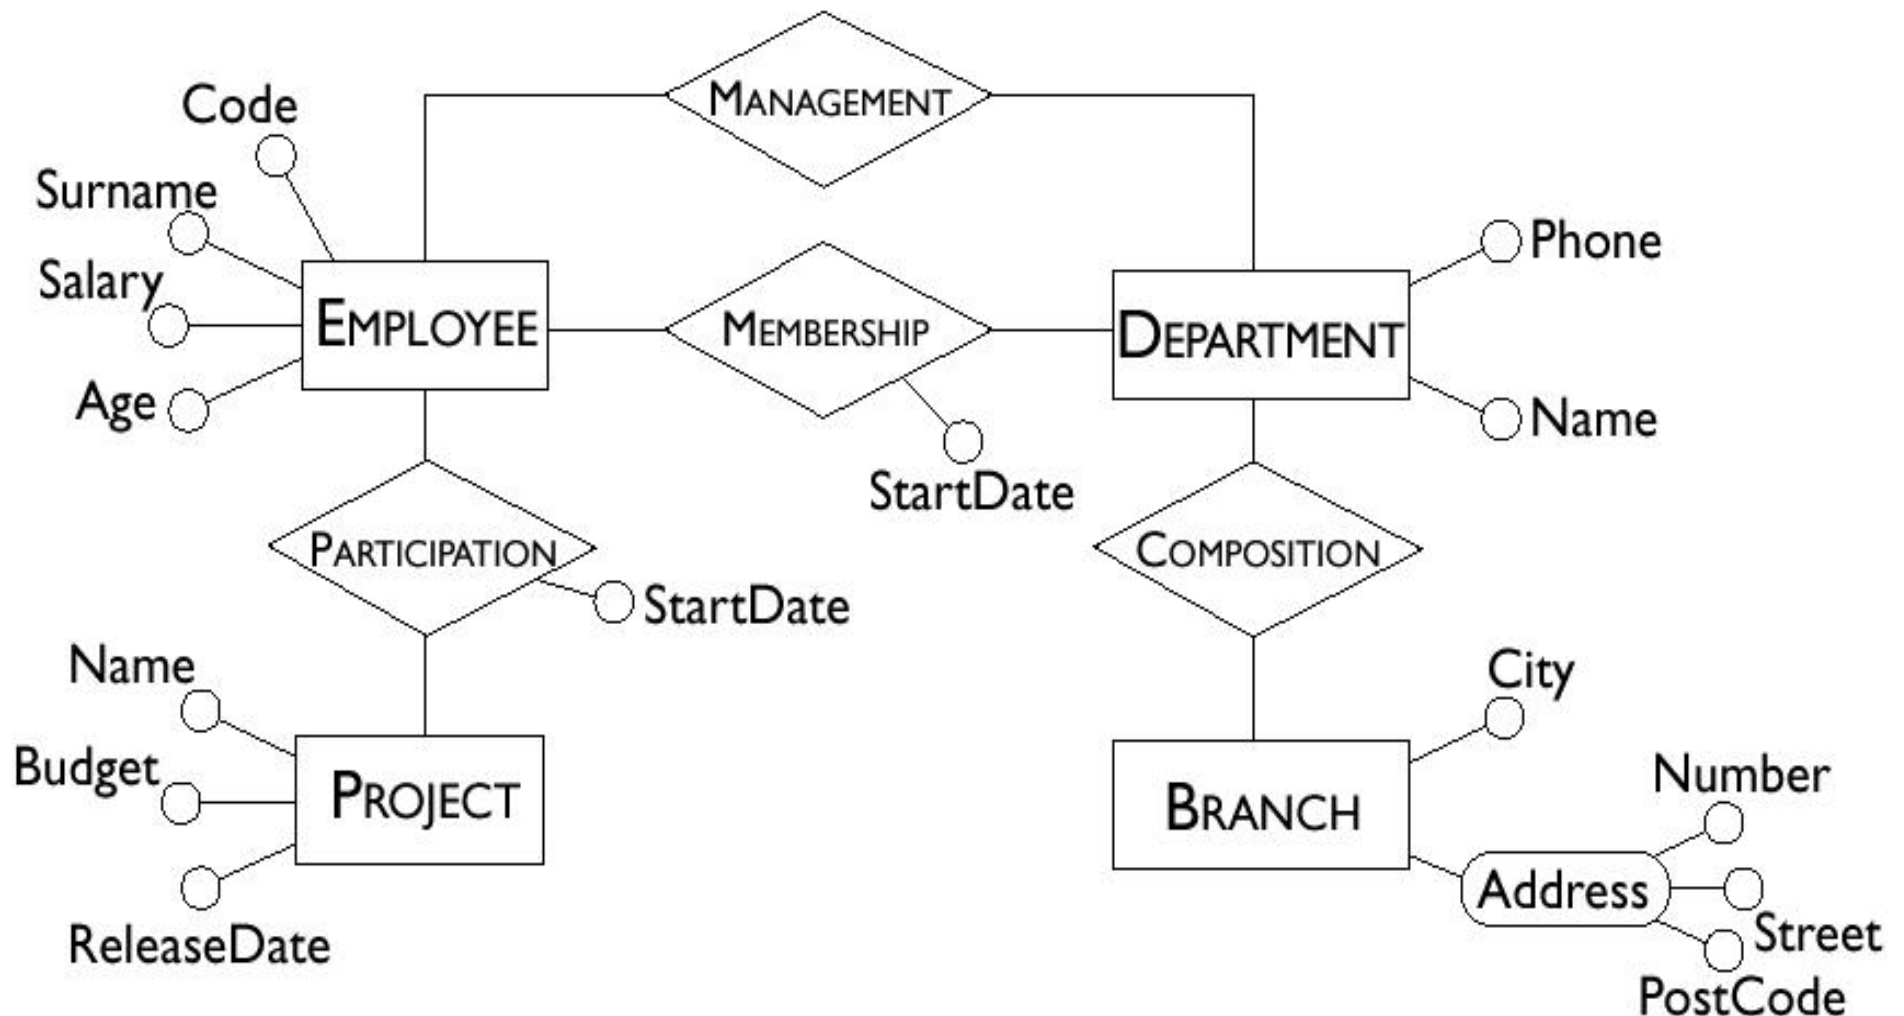 MANAGEMENT
Code
Surname
Salary
Age
EMPLOYEE
MEMBERSHIP
StartDate
DEPARTMENT
Phone
Name
PARTICIPATION
StartDate
COMPOSITION
Name
Budget
ReleaseDate
PROJECT
BRANCH
City
Address
Number
Street
PostCode